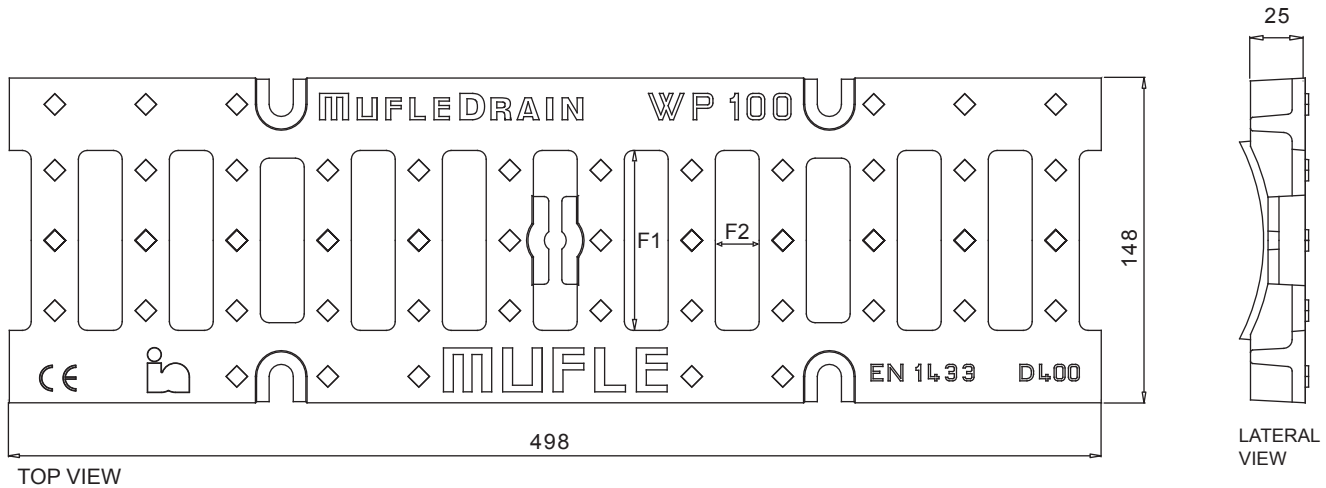 25
MUFLEDRAIN WP 100
F1 F2
148
MUFLE
CE
EN 1433 D400
498
TOP VIEW
LATERAL
VIEW